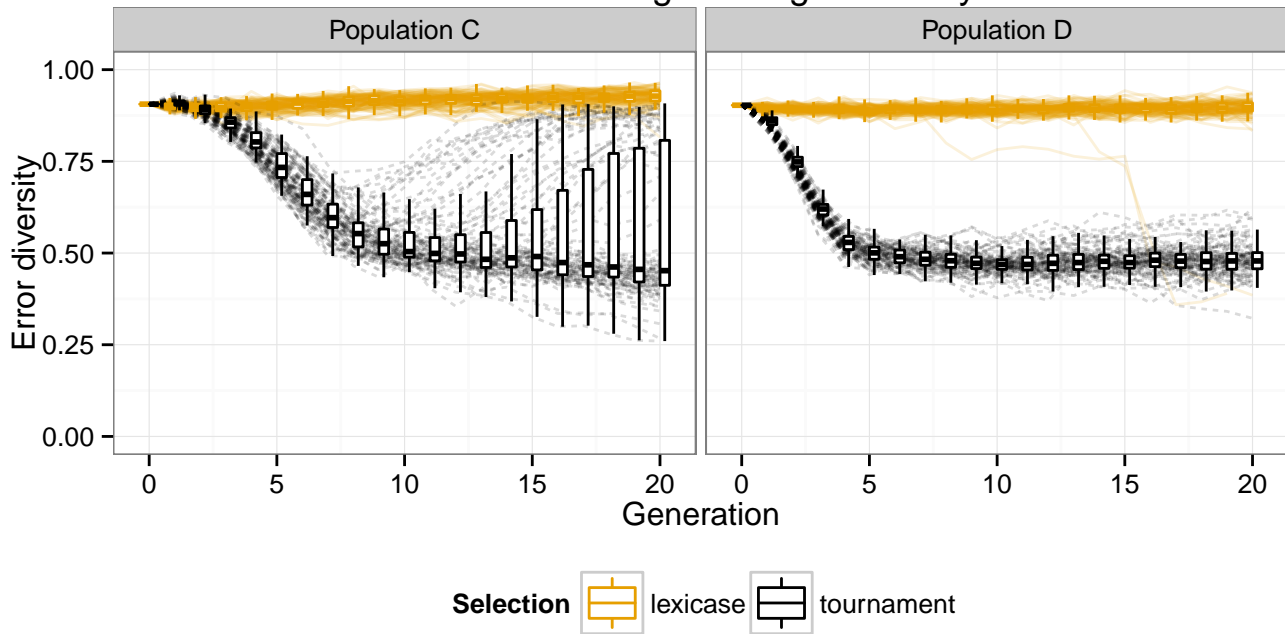 Population C
Population D
Error diversity
1.00
0.75
0.50
0.25
0.00
0 5 10 15 20
0 5 10 15 20
Generation
Selection lexicase tournament